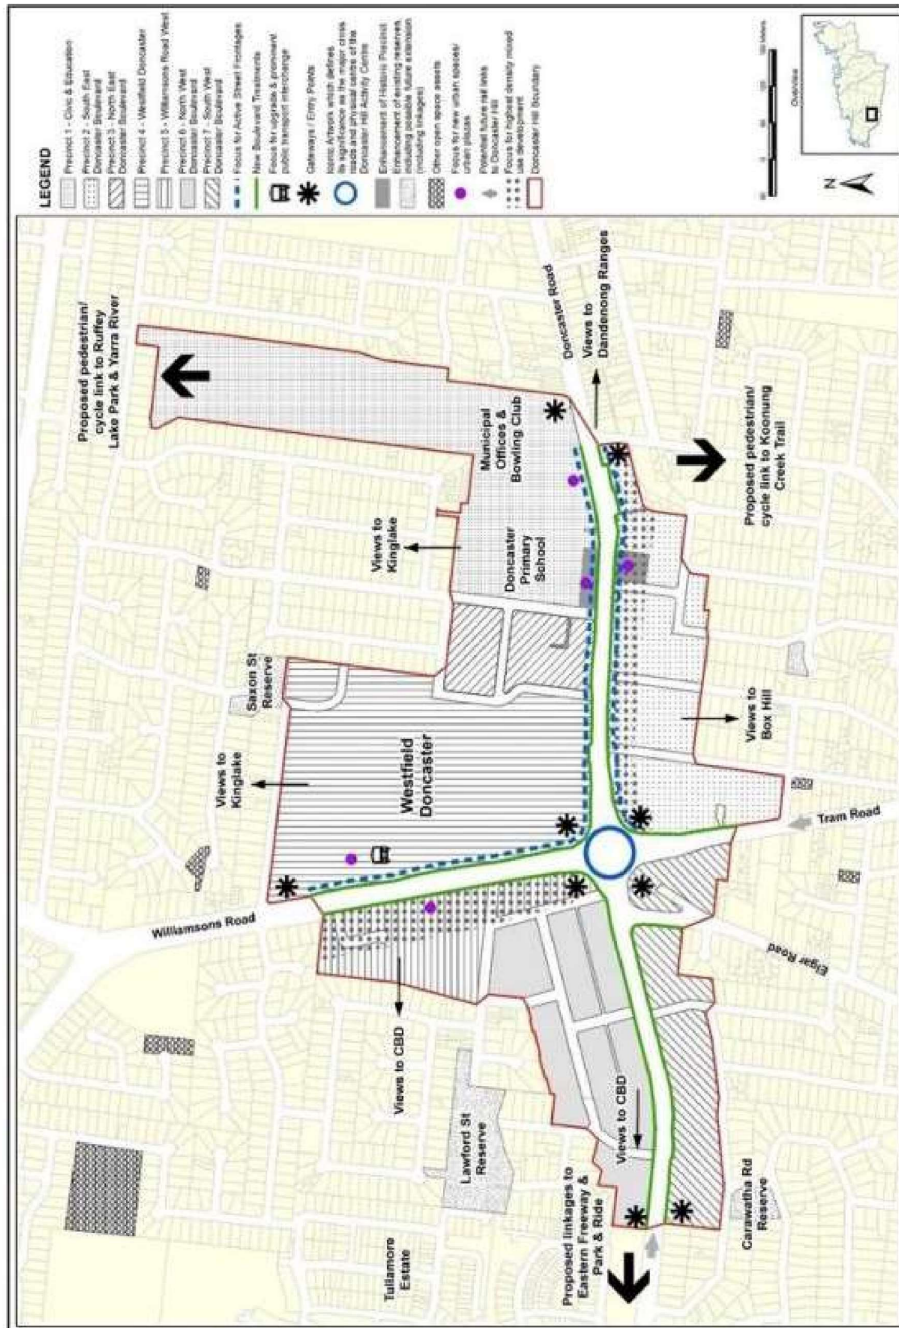 LEGEND
Precinct 1 - Civic & Education
Precinct 2 - South East
Doncaster Boulevard
Precinct 3 - North East
Doncaster Boulevard
Precinct 4 - Westfield Doncaster
Precinct 5 - Williamsons Road West
Precinct 6 - North West
Doncaster Boulevard
Precinct 7 - South West
Doncaster Boulevard
Focus for Active Street Frontages
New Boulevard Treatments
Focus for upgrade & prominent
public transport interchange
Gateways / Entry Points
Iconic Artwork which defines
its significance as the major cross
roads and physical centre of the
Doncaster Hill Activity Centre
Enhancement of Historic Precinct
Enhancement of existing reserves
including possible future extension
(including linkages)
Other open space assets
Focus for new urban spaces/
urban plazas
Potential future rail links
to Doncaster Hill
Focus for highest density mixed
use development
Doncaster Hill Boundary
Meters
Overview
N
Proposed pedestrian/
cycle link to Ruffey
Lake Park & Yarra River
Municipal
Offices &
Bowling Club
Doncaster Road
Views to
Dandenong Ranges
Proposed pedestrian/
cycle link to Koonung
Creek Trail
Views to
Kinglake
Doncaster
Primary
School
Saxon St
Reserve
Views to
Kinglake
Westfield
Doncaster
Views to
Box Hill
Tram Road
Williamsons Road
Elgar Road
Views to CBD
Lawford St
Reserve
Views to CBD
Tullamore
Estate
Proposed linkages to
Eastern Freeway &
Park & Ride
Carawatha Rd
Reserve